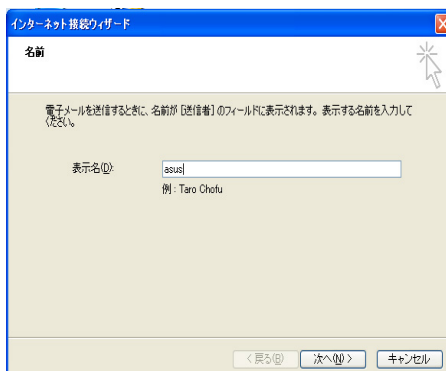 インターネット接続ウィザード
名前
電子メールを送信するときに、名前が [送信者] のフィールドに表示されます。表示する名前を入力して
ください。
表示名(D): asus
例 : Taro Chofu
< 戻る(B) 次へ(N) > キャンセル